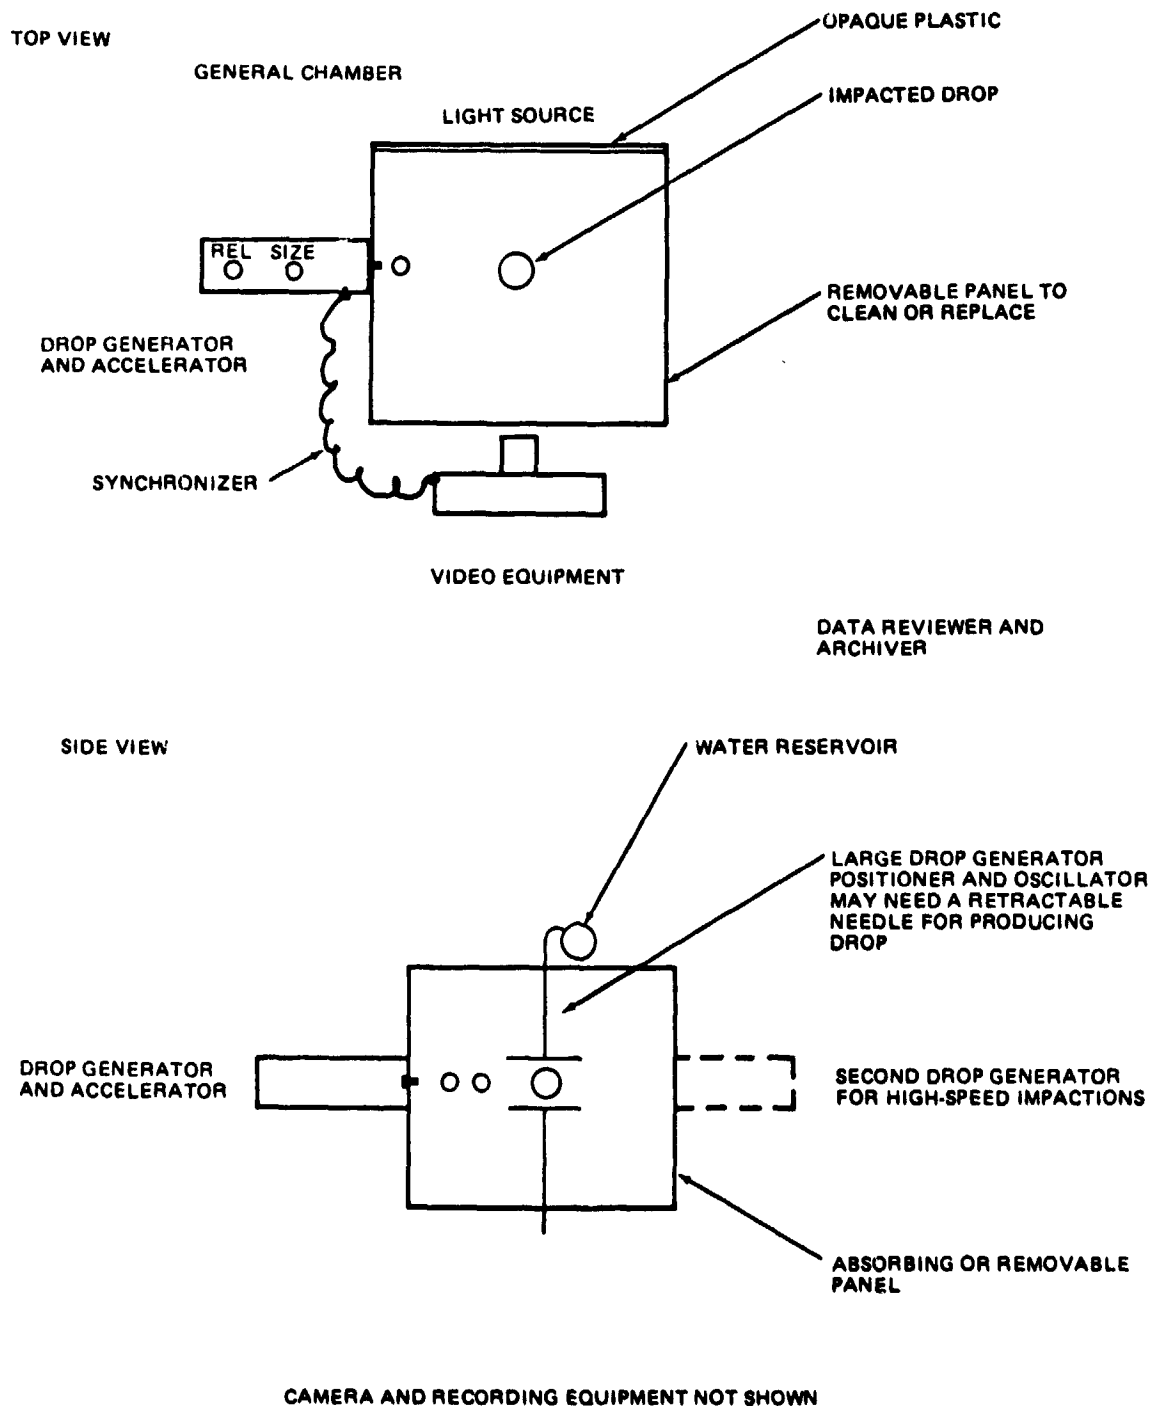 TOP VIEW
GENERAL CHAMBER
LIGHT SOURCE
OPAQUE PLASTIC
IMPACTED DROP
REL
SIZE
REMOVABLE PANEL TO
CLEAN OR REPLACE
DROP GENERATOR
AND ACCELERATOR
SYNCHRONIZER
VIDEO EQUIPMENT
DATA REVIEWER AND
ARCHIVER
SIDE VIEW
WATER RESERVOIR
LARGE DROP GENERATOR
POSITIONER AND OSCILLATOR
MAY NEED A RETRACTABLE
NEEDLE FOR PRODUCING
DROP
DROP GENERATOR
AND ACCELERATOR
SECOND DROP GENERATOR
FOR HIGH-SPEED IMPACTIONS
ABSORBING OR REMOVABLE
PANEL
CAMERA AND RECORDING EQUIPMENT NOT SHOWN